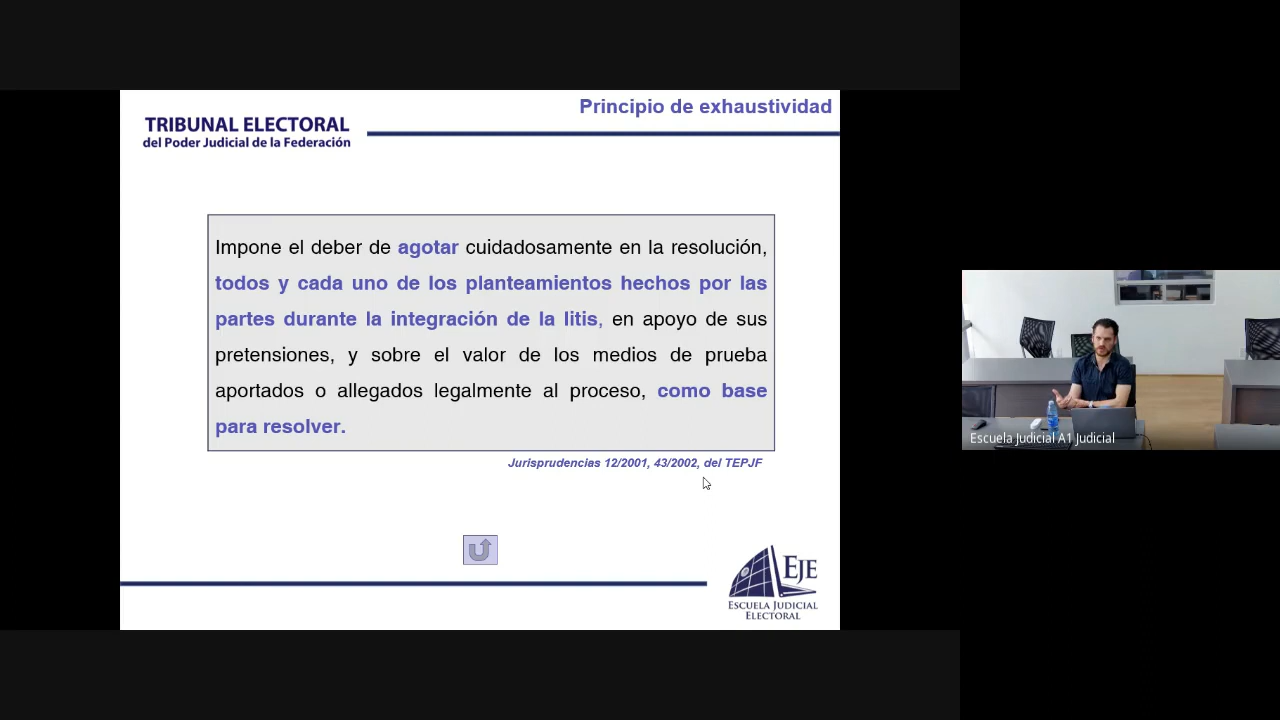 Principio de exhaustividad
TRIBUNAL ELECTORAL
del Poder Judicial de la Federación
Impone el deber de agotar cuidadosamente en la resolución,
todos y cada uno de los planteamientos hechos por las
partes durante la integración de la litis, en apoyo de sus
pretensiones, y sobre el valor de los medios de prueba
aportados o allegados legalmente al proceso, como base
para resolver.
Jurisprudencias 12/2001, 43/2002, del TEPJF
EJE
ESCUELA JUDICIAL
ELECTORAL
Escuela Judicial A1 Judicial